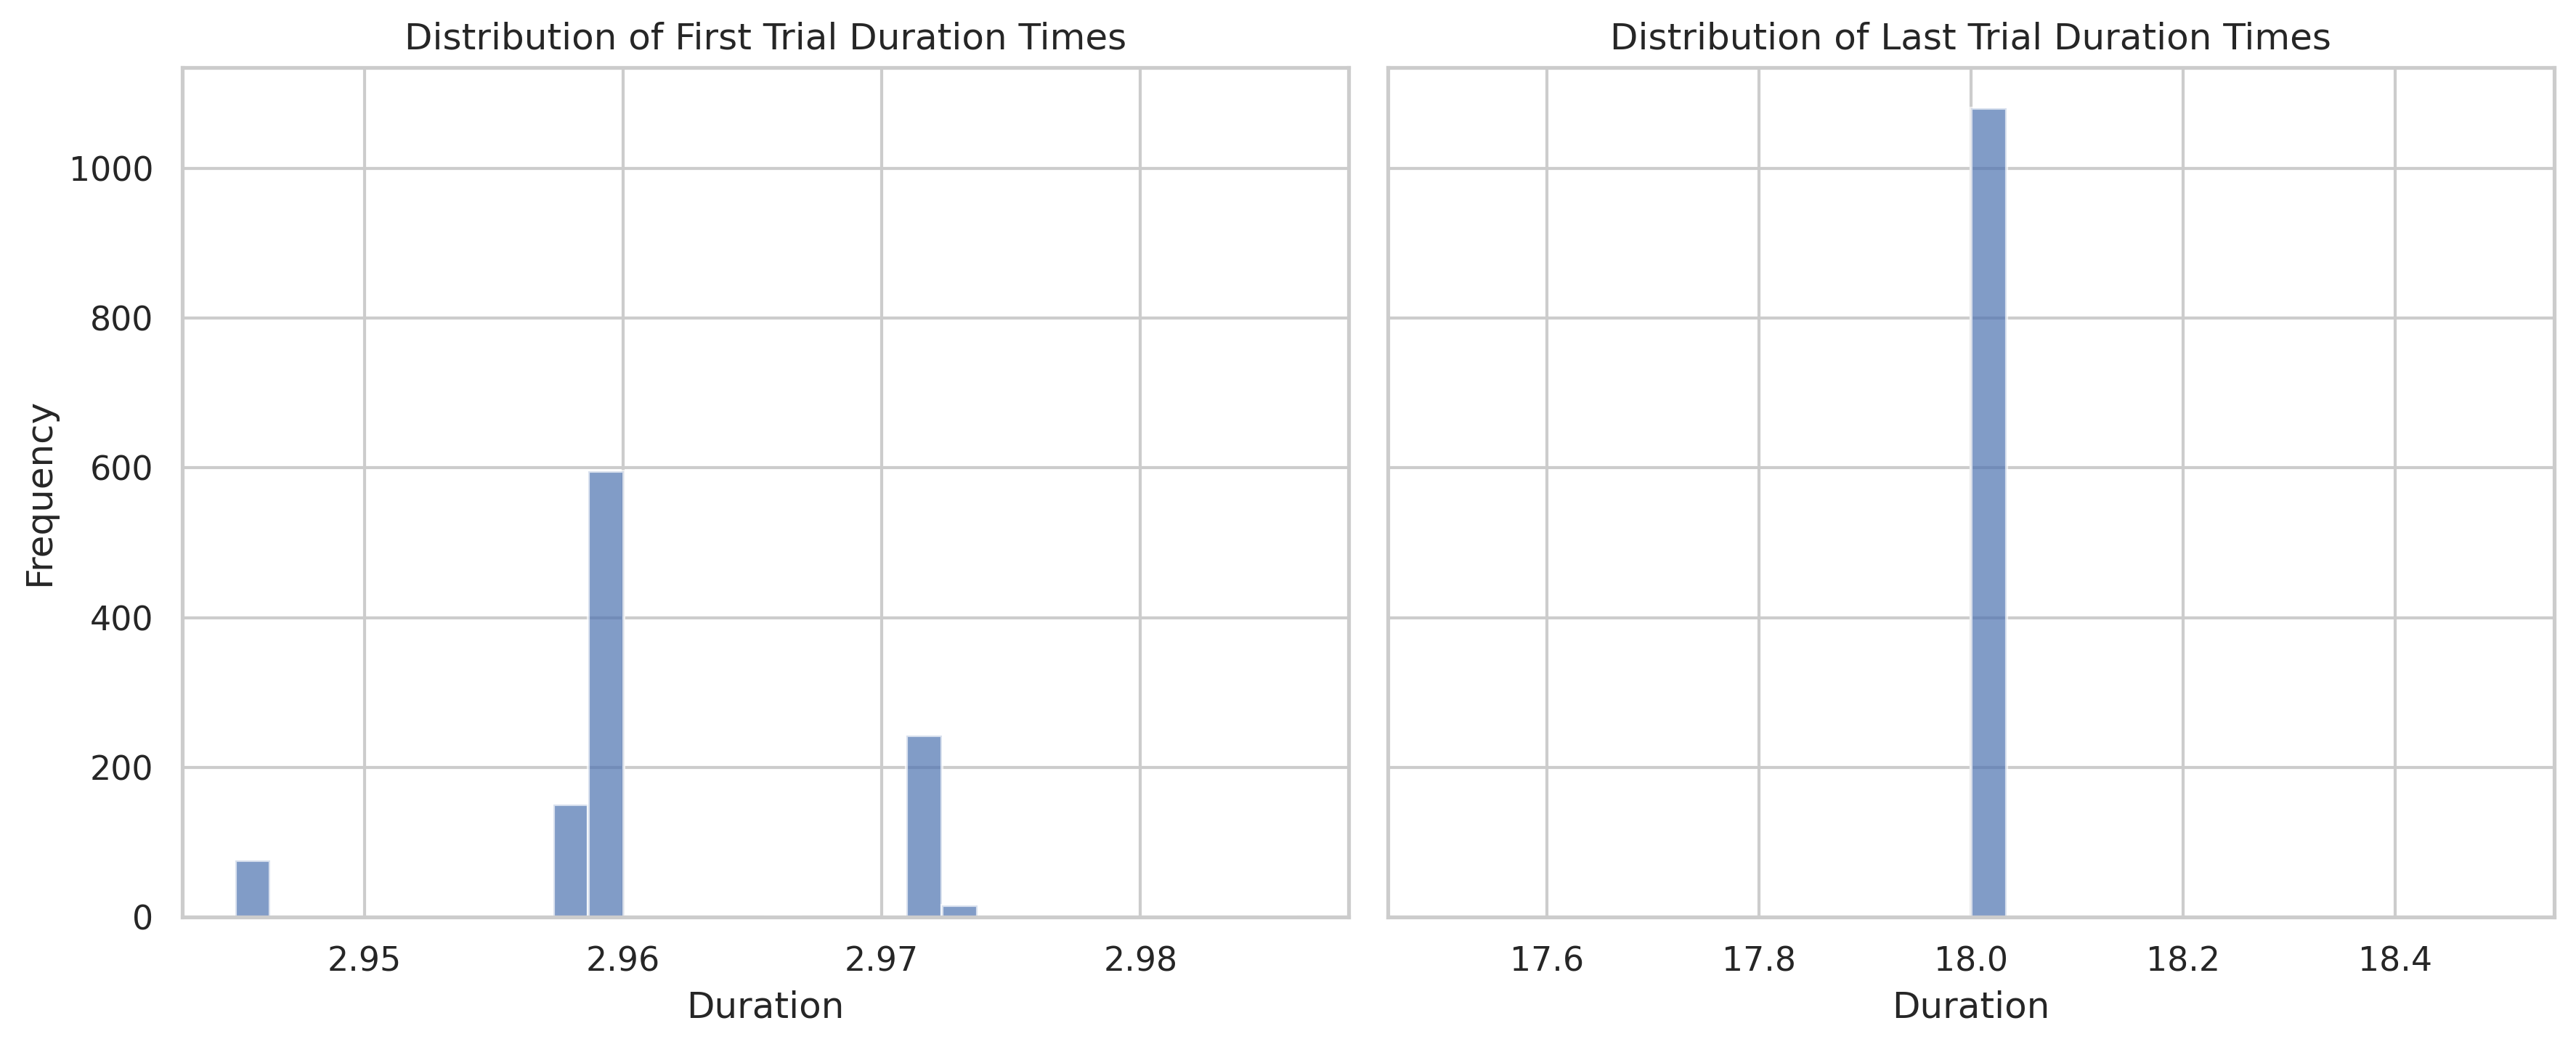 Distribution of First Trial Duration Times
Distribution of Last Trial Duration Times
Frequency
1000
800
600
400
200
0
2.95 2.96 2.97 2.98
17.6 17.8 18.0 18.2 18.4
Duration
Duration